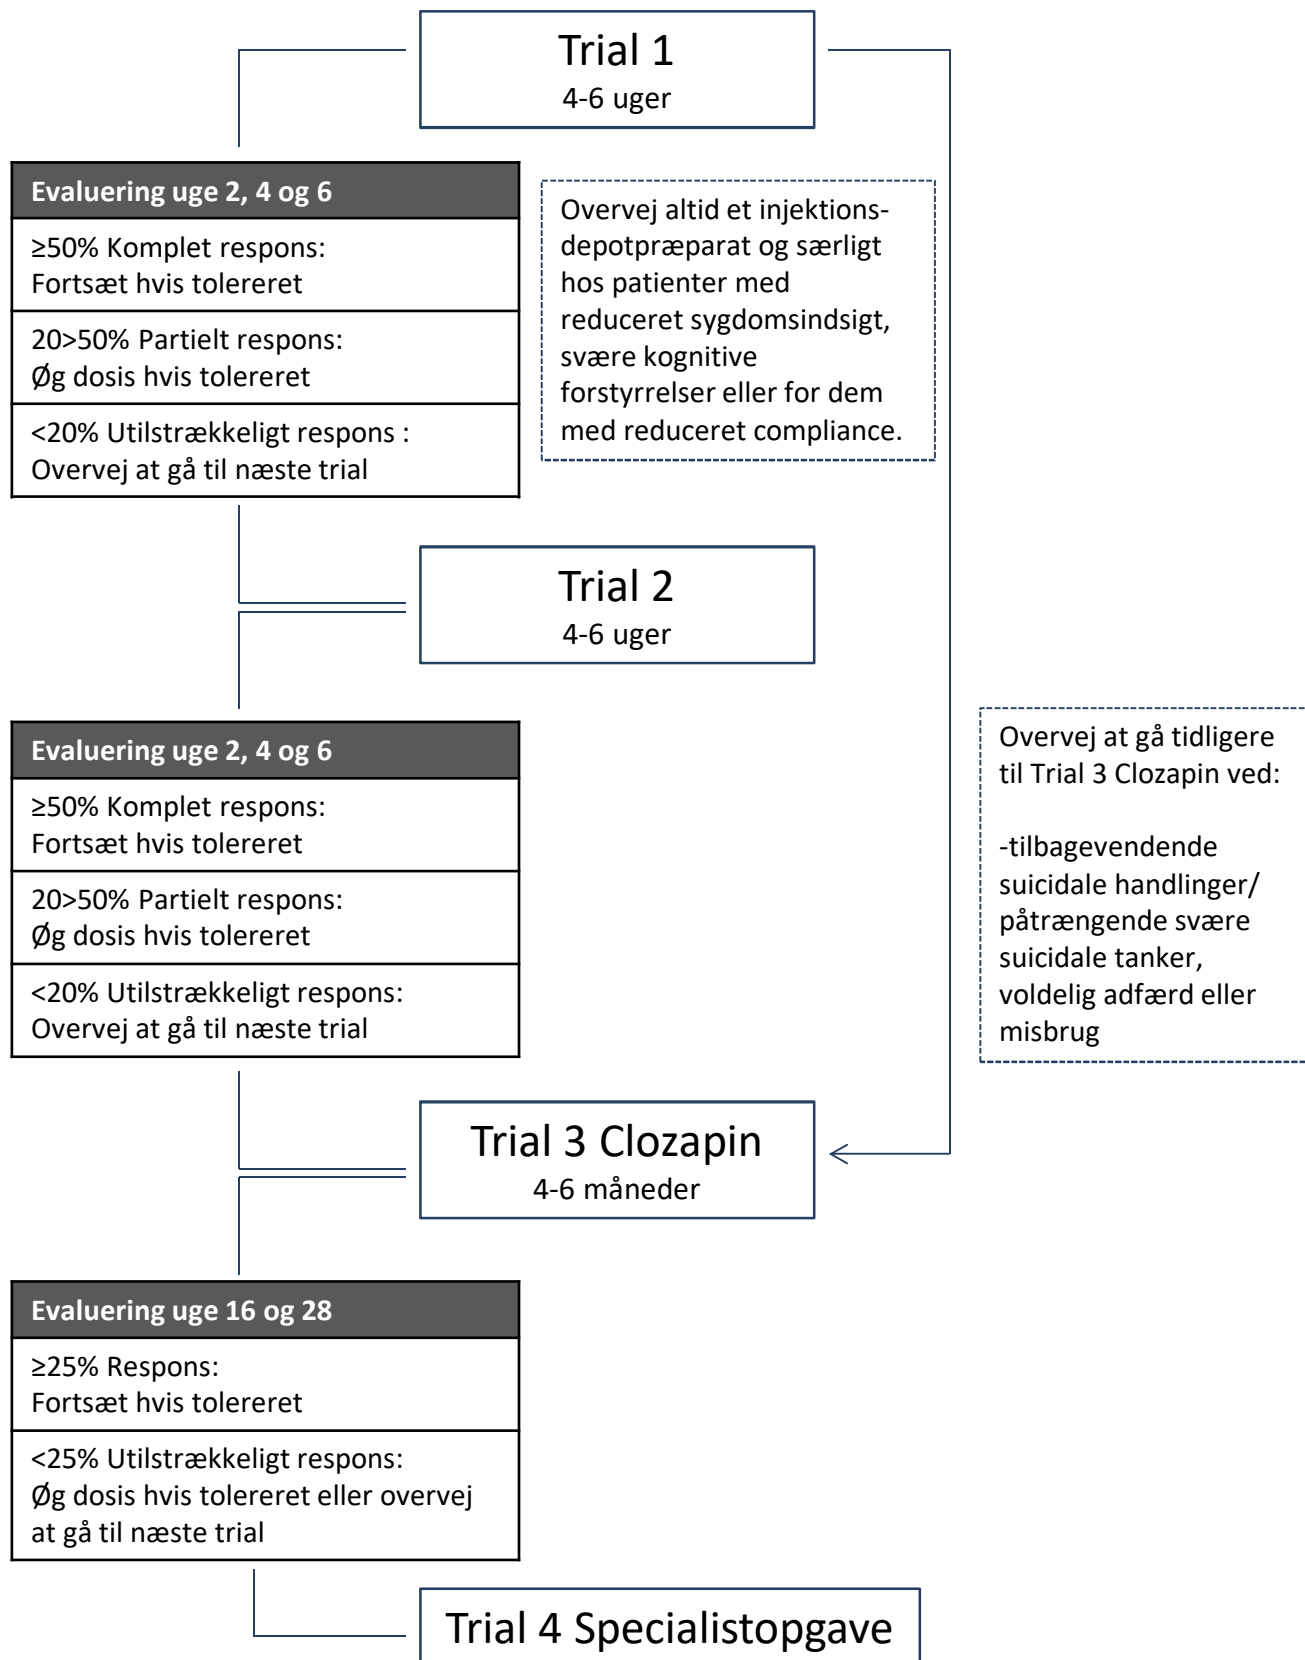 Trial 1
4-6 uger
Evaluering uge 2, 4 og 6
≥50% Komplet respons:
Fortsæt hvis tolereret
20>50% Partielt respons:
Øg dosis hvis tolereret
<20% Utilstrækkeligt respons :
Overvej at gå til næste trial
Overvej altid et injektions-
depotpræparat og særligt
hos patienter med
reduceret sygdomsindsigt,
svære kognitive
forstyrrelser eller for dem
med reduceret compliance.
Trial 2
4-6 uger
Evaluering uge 2, 4 og 6
≥50% Komplet respons:
Fortsæt hvis tolereret
20>50% Partielt respons:
Øg dosis hvis tolereret
<20% Utilstrækkeligt respons:
Overvej at gå til næste trial
Overvej at gå tidligere
til Trial 3 Clozapin ved:
-tilbagevendende
suicidale handlinger/
påtrængende svære
suicidale tanker,
voldelig adfærd eller
misbrug
Trial 3 Clozapin
4-6 måneder
Evaluering uge 16 og 28
≥25% Respons:
Fortsæt hvis tolereret
<25% Utilstrækkeligt respons:
Øg dosis hvis tolereret eller overvej
at gå til næste trial
Trial 4 Specialistopgave